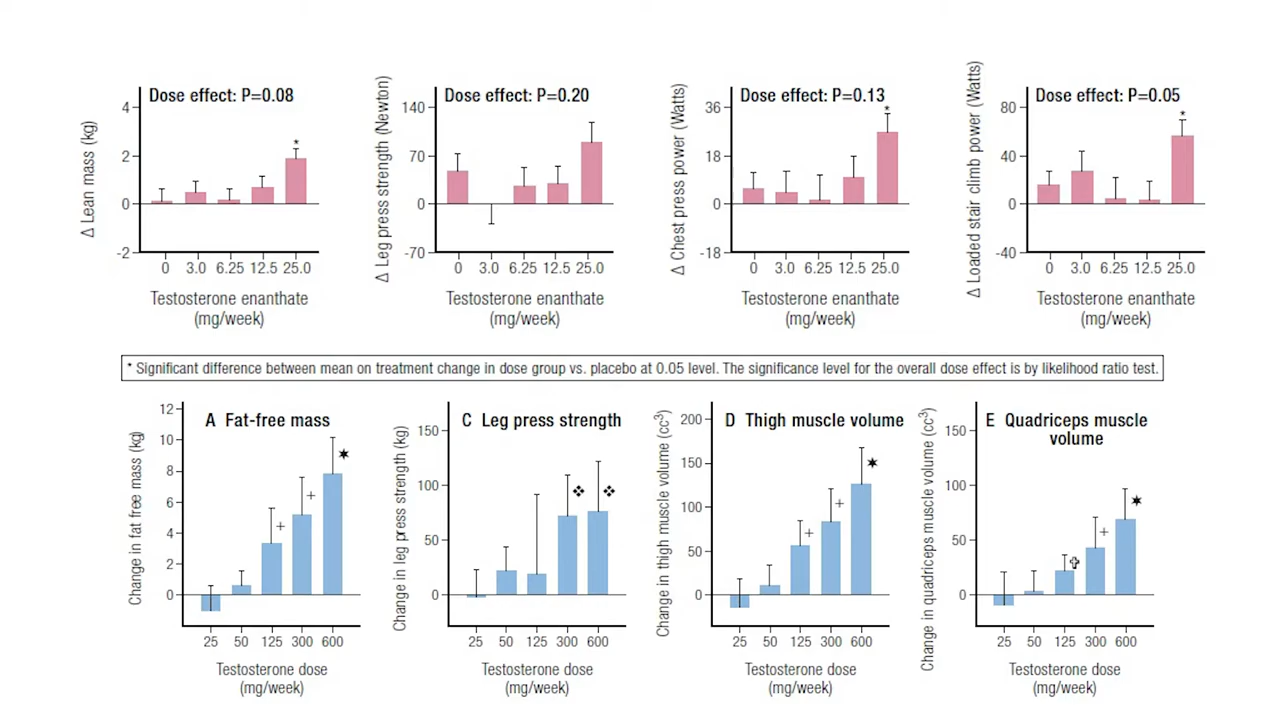 Dose effect: P=0.08
Δ Lean mass (kg)
4
2
0
-2
0 3.0 6.25 12.5 25.0
*
Testosterone enanthate
(mg/week)
Dose effect: P=0.20
Δ Leg press strength (Newton)
140
70
0
-70
0 3.0 6.25 12.5 25.0
Testosterone enanthate
(mg/week)
Dose effect: P=0.13
Δ Chest press power (Watts)
36
18
0
-18
0 3.0 6.25 12.5 25.0
*
Testosterone enanthate
(mg/week)
Dose effect: P=0.05
Δ Loaded stair climb power (Watts)
80
40
0
-40
0 3.0 6.25 12.5 25.0
*
Testosterone enanthate
(mg/week)
* Significant difference between mean on treatment change in dose group vs. placebo at 0.05 level. The significance level for the overall dose effect is by likelihood ratio test.
A Fat-free mass
Change in fat free mass (kg)
12
10
8
6
4
2
0
25 50 125 300 600
+ + ✶
Testosterone dose
(mg/week)
C Leg press strength
Change in leg press strength (kg)
150
100
50
0
25 50 125 300 600
❖ ❖
Testosterone dose
(mg/week)
D Thigh muscle volume
Change in thigh muscle volume (cc³)
200
150
100
50
0
25 50 125 300 600
+ + ✶
Testosterone dose
(mg/week)
E Quadriceps muscle
volume
Change in quadriceps muscle volume (cc³)
150
100
50
0
25 50 125 300 600
✞ + ✶
Testosterone dose
(mg/week)